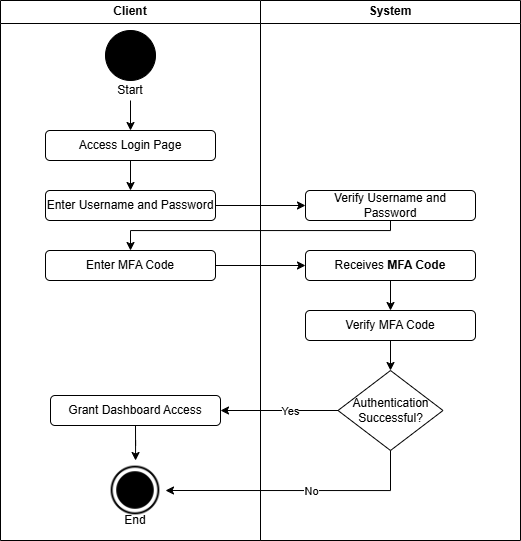 Client
System
Start
Access Login Page
Enter Username and Password
Verify Username and
Password
Enter MFA Code
Receives MFA Code
Verify MFA Code
Authentication
Successful?
Yes
Grant Dashboard Access
No
End